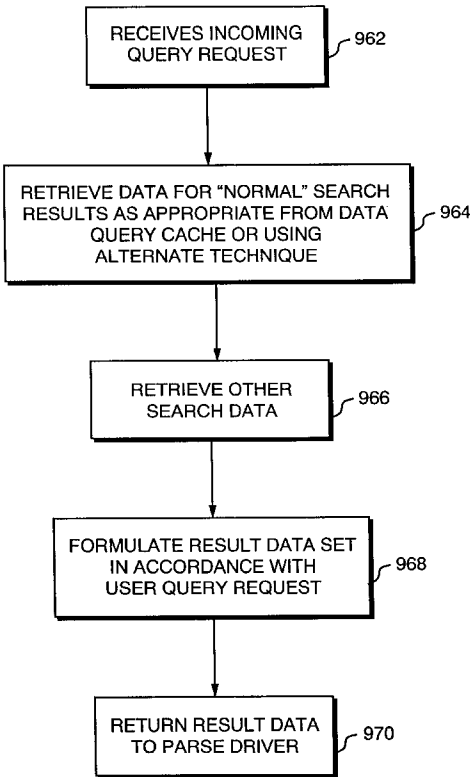 RECEIVES INCOMING
QUERY REQUEST
962
RETRIEVE DATA FOR "NORMAL" SEARCH
RESULTS AS APPROPRIATE FROM DATA
QUERY CACHE OR USING
ALTERNATE TECHNIQUE
964
RETRIEVE OTHER
SEARCH DATA
966
FORMULATE RESULT DATA SET
IN ACCORDANCE WITH
USER QUERY REQUEST
968
RETURN RESULT DATA
TO PARSE DRIVER
970